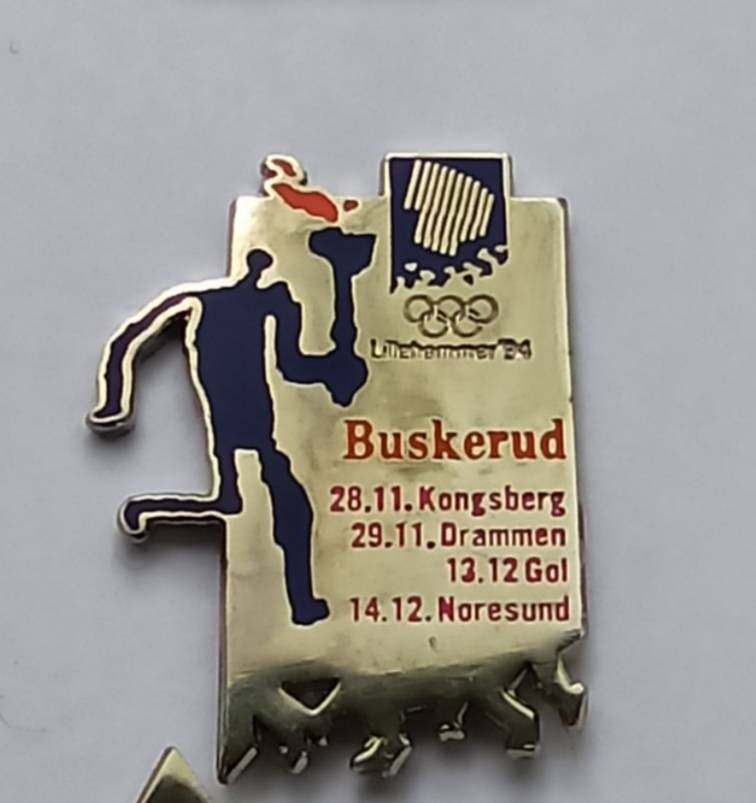 Lillehammer'94
Buskerud
28.11.Kongsberg
29.11.Drammen
13.12 Gol
14.12.Noresund